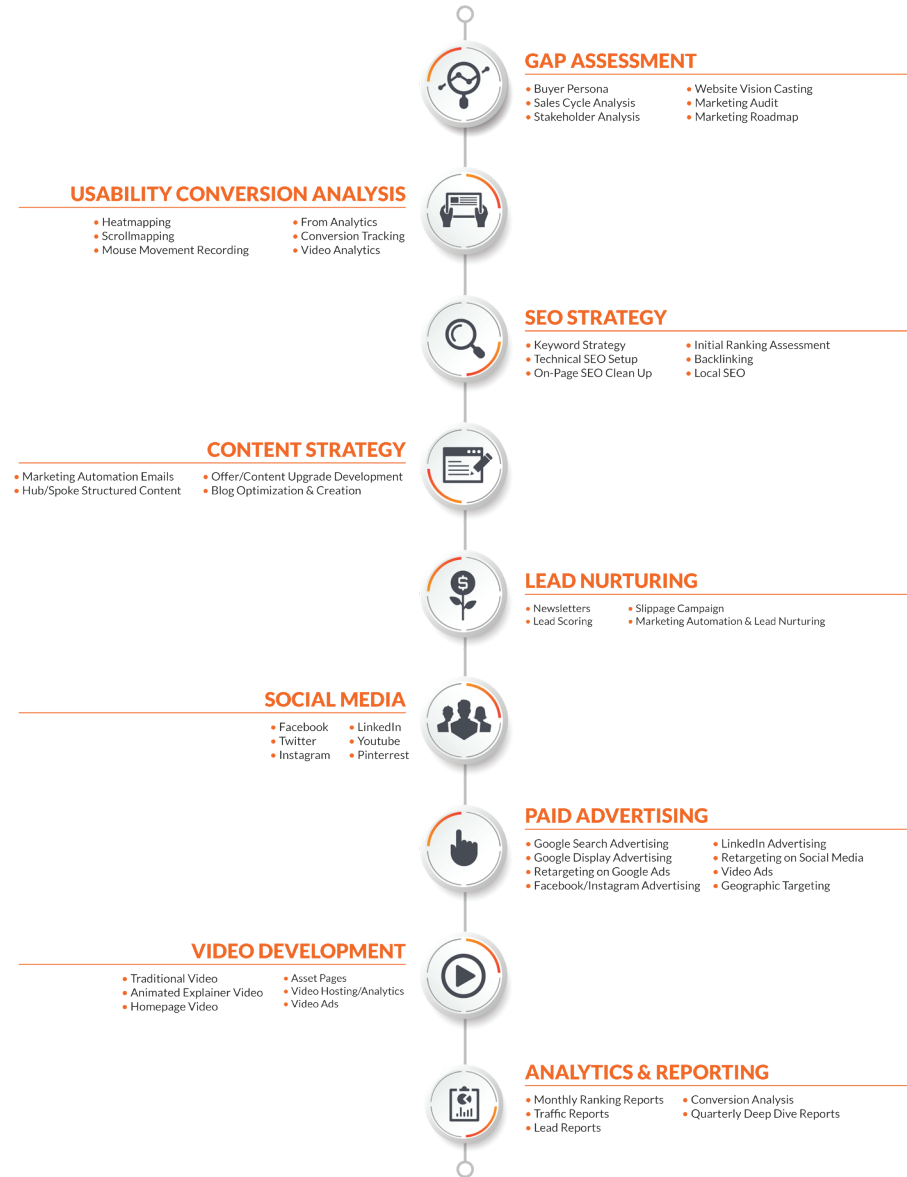 GAP ASSESSMENT
• Buyer Persona
• Sales Cycle Analysis
• Stakeholder Analysis
• Website Vision Casting
• Marketing Audit
• Marketing Roadmap
USABILITY CONVERSION ANALYSIS
• Heatmapping
• Scrollmapping
• Mouse Movement Recording
• From Analytics
• Conversion Tracking
• Video Analytics
SEO STRATEGY
• Keyword Strategy
• Technical SEO Setup
• On-Page SEO Clean Up
• Initial Ranking Assessment
• Backlinking
• Local SEO
CONTENT STRATEGY
• Marketing Automation Emails
• Hub/Spoke Structured Content
• Offer/Content Upgrade Development
• Blog Optimization & Creation
$
LEAD NURTURING
• Newsletters
• Lead Scoring
• Slippage Campaign
• Marketing Automation & Lead Nurturing
SOCIAL MEDIA
• Facebook
• Twitter
• Instagram
• LinkedIn
• Youtube
• Pinterrest
PAID ADVERTISING
• Google Search Advertising
• Google Display Advertising
• Retargeting on Google Ads
• Facebook/Instagram Advertising
• LinkedIn Advertising
• Retargeting on Social Media
• Video Ads
• Geographic Targeting
VIDEO DEVELOPMENT
• Traditional Video
• Animated Explainer Video
• Homepage Video
• Asset Pages
• Video Hosting/Analytics
• Video Ads
ANALYTICS & REPORTING
• Monthly Ranking Reports
• Traffic Reports
• Lead Reports
• Conversion Analysis
• Quarterly Deep Dive Reports